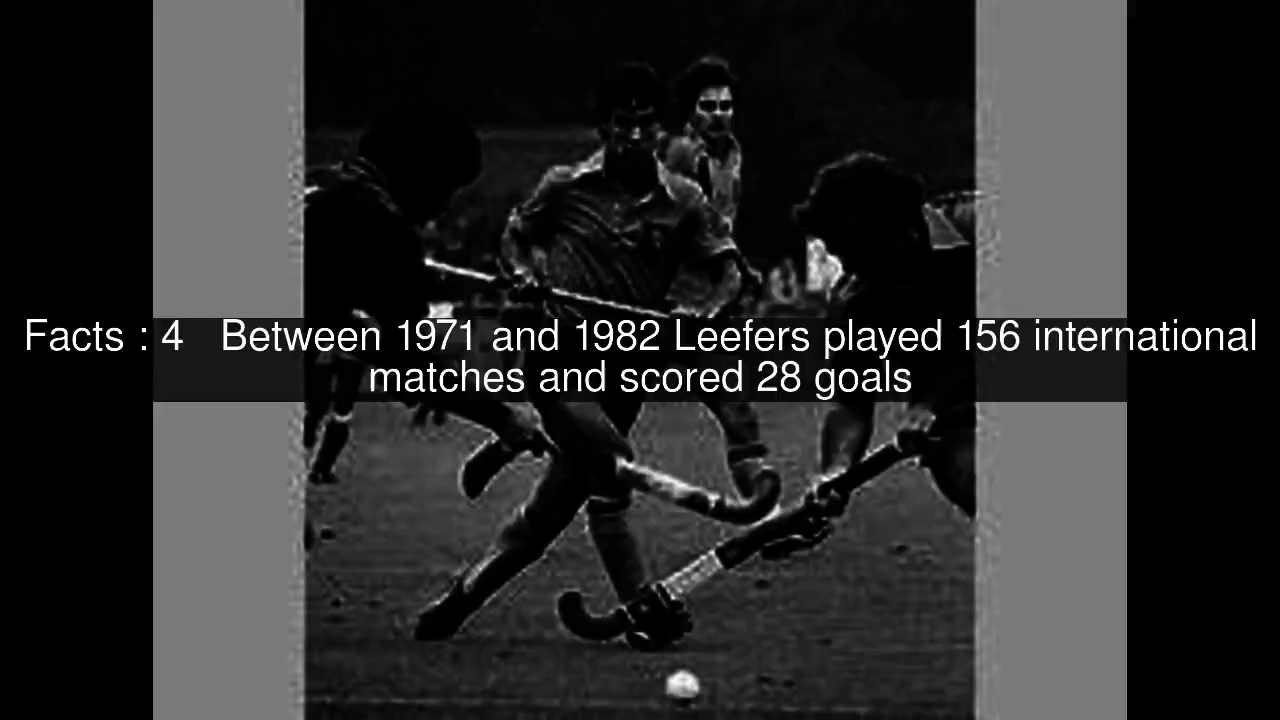 Facts : 4   Between 1971 and 1982 Leefers played 156 international
matches and scored 28 goals